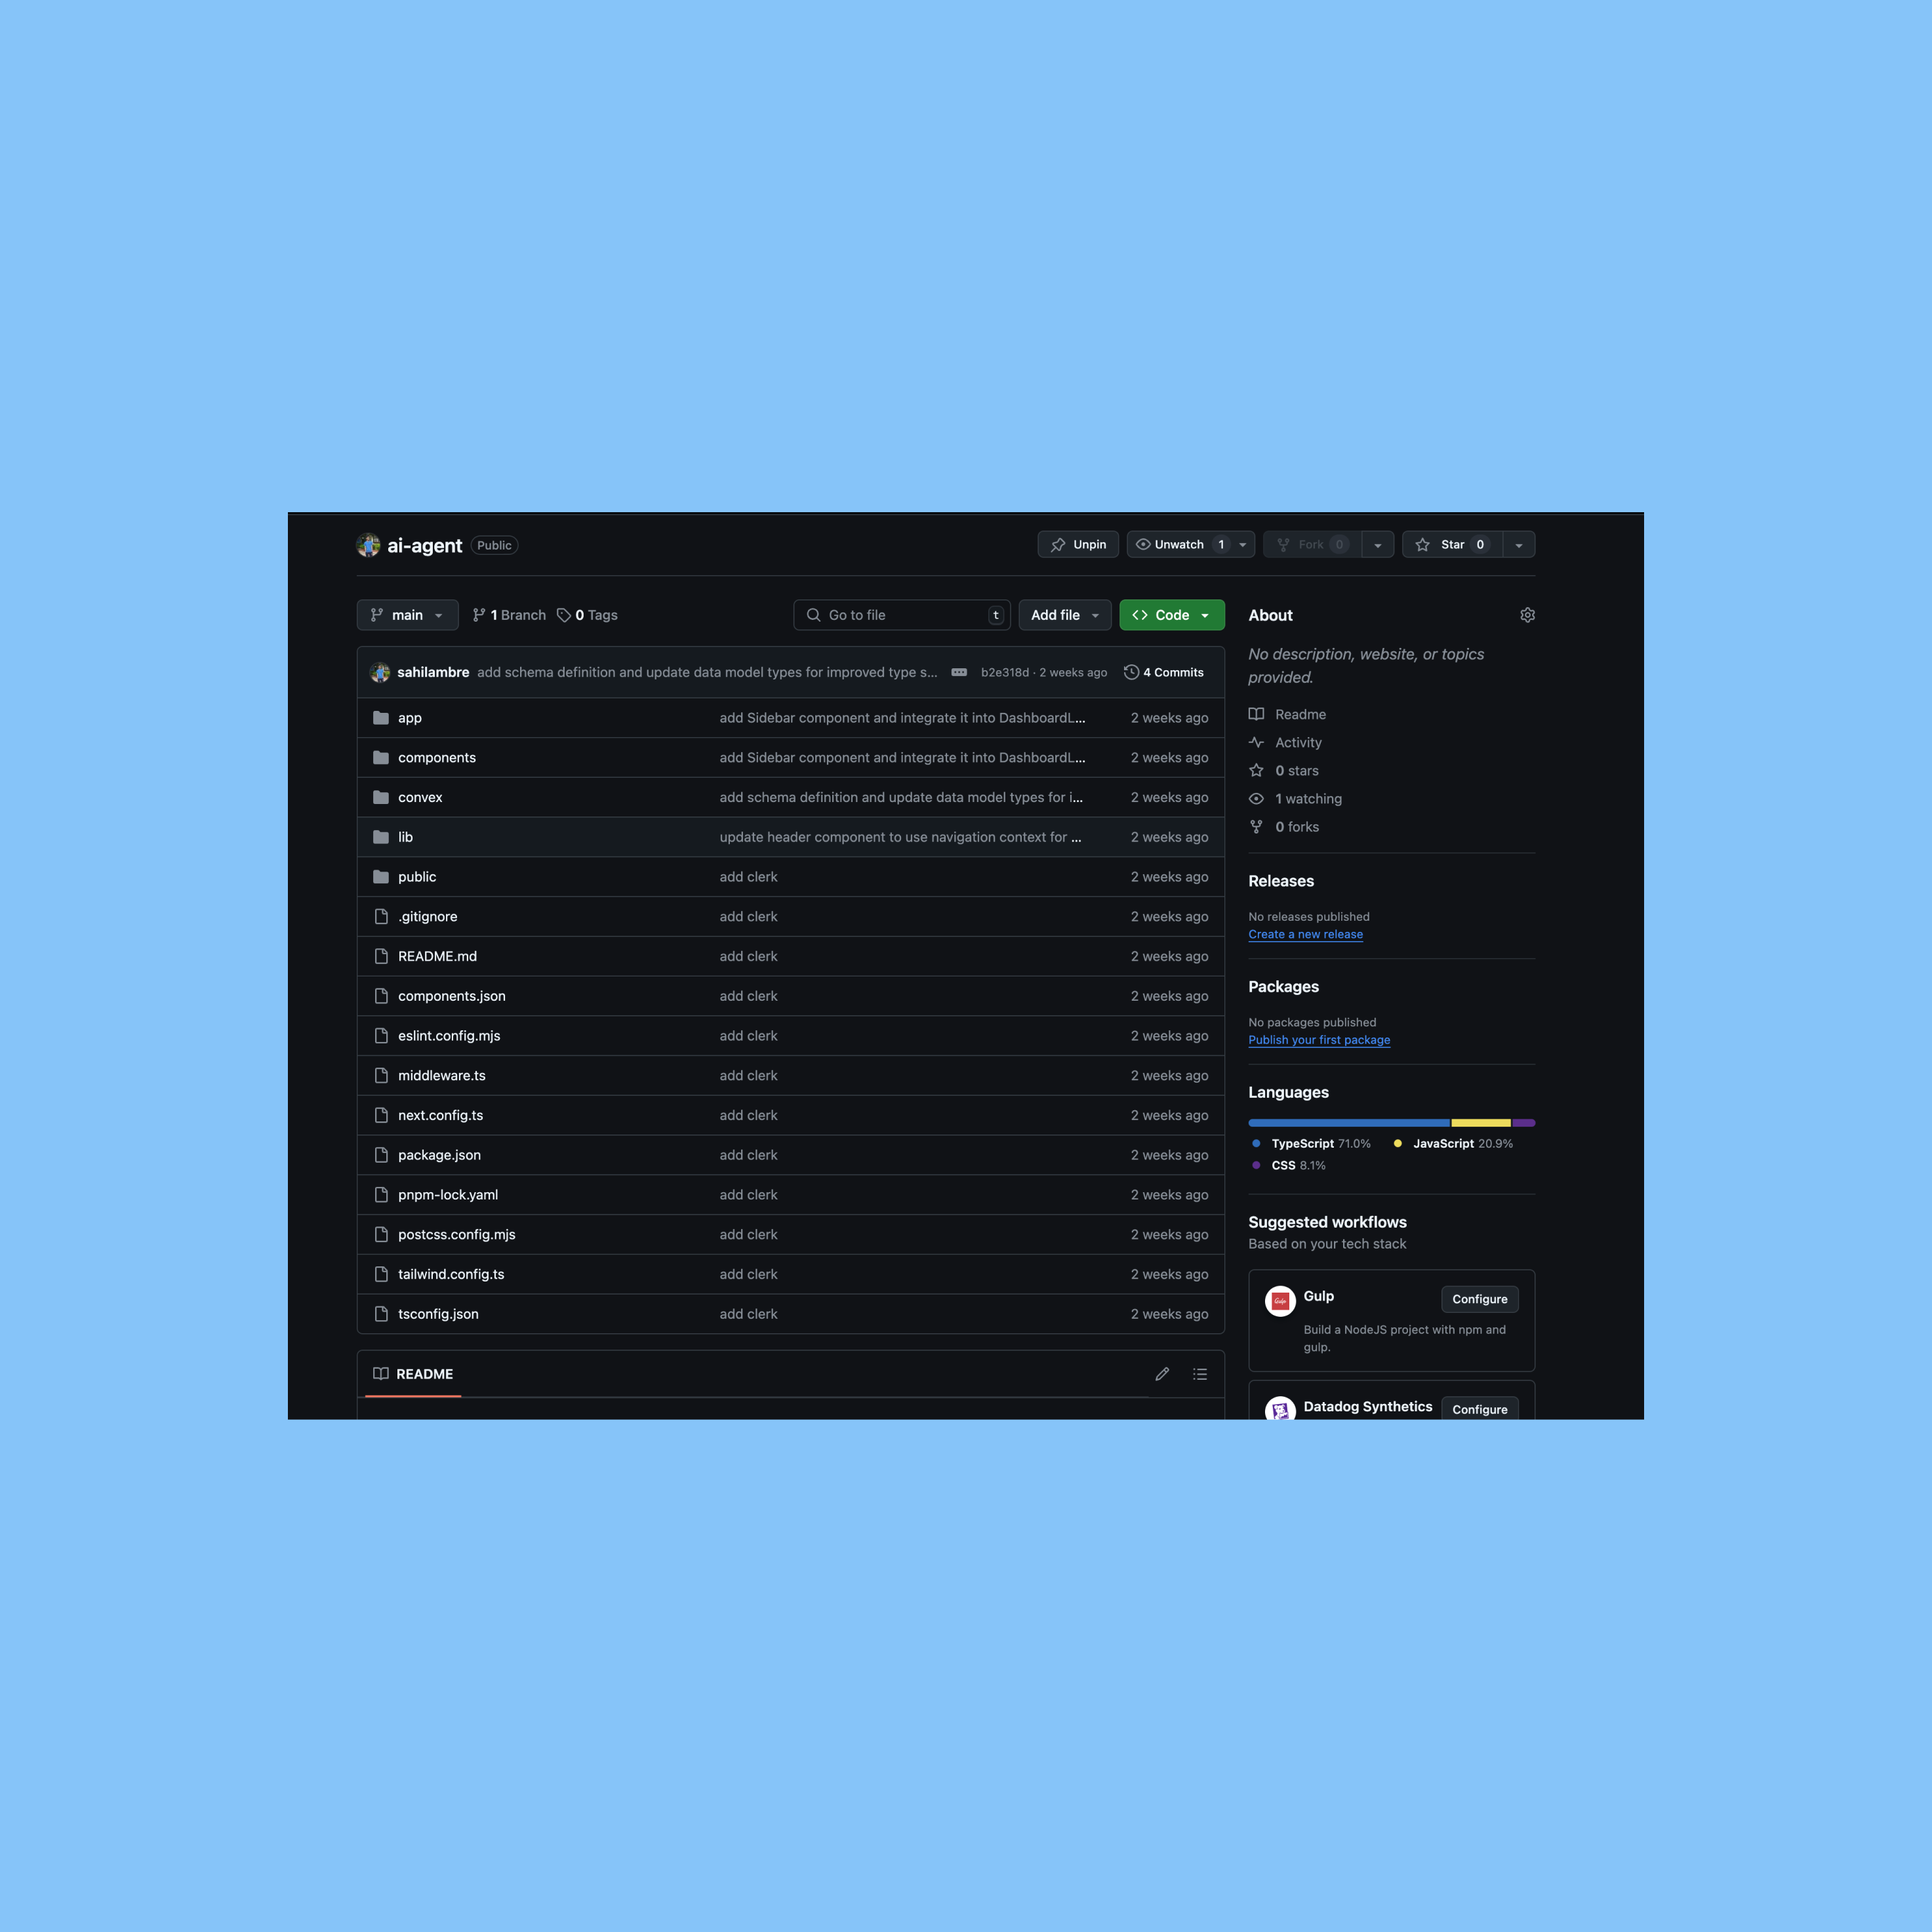 ai-agent Public
Unpin Unwatch 1 Fork 0 Star 0
main 1 Branch 0 Tags Go to file t Add file Code
sahilambre add schema definition and update data model types for improved type s... b2e318d · 2 weeks ago 4 Commits
app add Sidebar component and integrate it into DashboardL... 2 weeks ago
components add Sidebar component and integrate it into DashboardL... 2 weeks ago
convex add schema definition and update data model types for i... 2 weeks ago
lib update header component to use navigation context for ... 2 weeks ago
public add clerk 2 weeks ago
.gitignore add clerk 2 weeks ago
README.md add clerk 2 weeks ago
components.json add clerk 2 weeks ago
eslint.config.mjs add clerk 2 weeks ago
middleware.ts add clerk 2 weeks ago
next.config.ts add clerk 2 weeks ago
package.json add clerk 2 weeks ago
pnpm-lock.yaml add clerk 2 weeks ago
postcss.config.mjs add clerk 2 weeks ago
tailwind.config.ts add clerk 2 weeks ago
tsconfig.json add clerk 2 weeks ago
README
About
No description, website, or topics
provided.
Readme
Activity
0 stars
1 watching
0 forks
Releases
No releases published
Create a new release
Packages
No packages published
Publish your first package
Languages
TypeScript 71.0% JavaScript 20.9%
CSS 8.1%
Suggested workflows
Based on your tech stack
Gulp
Gulp Configure
Build a NodeJS project with npm and
gulp.
Datadog Synthetics Configure